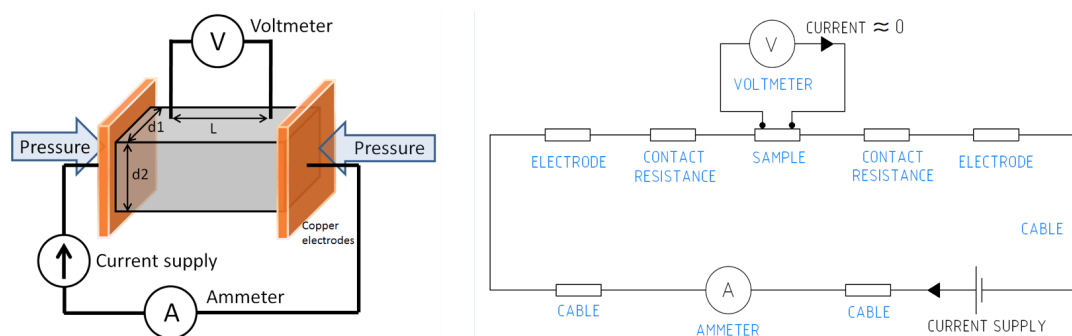 Voltmeter
V
d1
L
Pressure
Pressure
d2
Copper
electrodes
Current supply
Ammeter
A
CURRENT ≈ 0
V
VOLTMETER
ELECTRODE
CONTACT
RESISTANCE
SAMPLE
CONTACT
RESISTANCE
ELECTRODE
CABLE
CABLE
A
AMMETER
CABLE
CURRENT SUPPLY